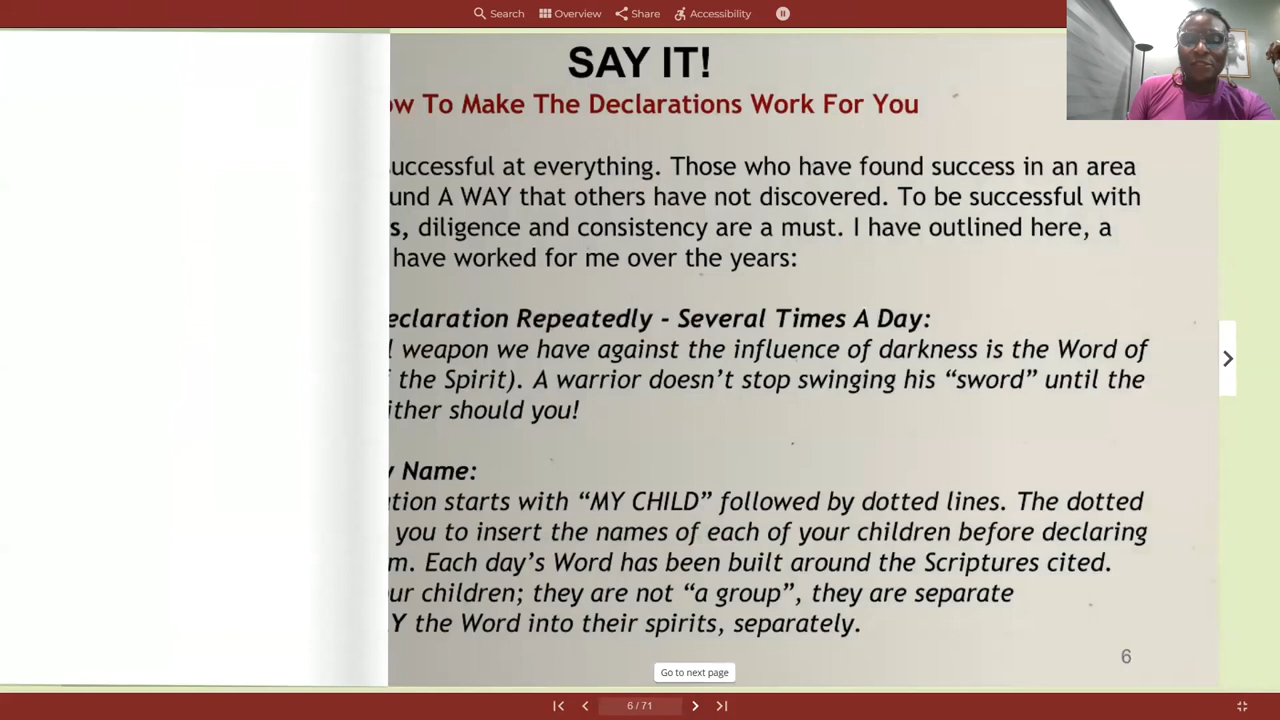 Search Overview Share Accessibility
SAY IT!
ow To Make The Declarations Work For You
uccessful at everything. Those who have found success in an area
und A WAY that others have not discovered. To be successful with
s, diligence and consistency are a must. I have outlined here, a
have worked for me over the years:
eclaration Repeatedly - Several Times A Day:
l weapon we have against the influence of darkness is the Word of
f the Spirit). A warrior doesn't stop swinging his “sword” until the
ither should you!
y Name:
ation starts with “MY CHILD” followed by dotted lines. The dotted
you to insert the names of each of your children before declaring
m. Each day's Word has been built around the Scriptures cited.
ur children; they are not “a group”, they are separate
Y the Word into their spirits, separately.
6
Go to next page
6 / 71